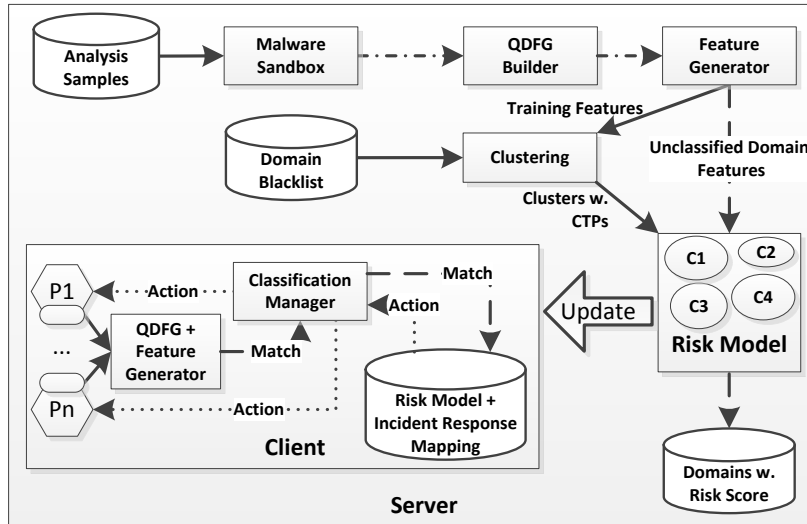 Analysis
Samples
Malware
Sandbox
QDFG
Builder
Feature
Generator
Training Features
Domain
Blacklist
Clustering
Unclassified Domain
Features
Clusters w.
CTPs
C1
C2
C3
C4
Risk Model
Update
P1
Action
Classification
Manager
Match
Action
...
QDFG +
Feature
Generator
Match
Pn
Action
Risk Model +
Incident Response
Mapping
Client
Domains w.
Risk Score
Server